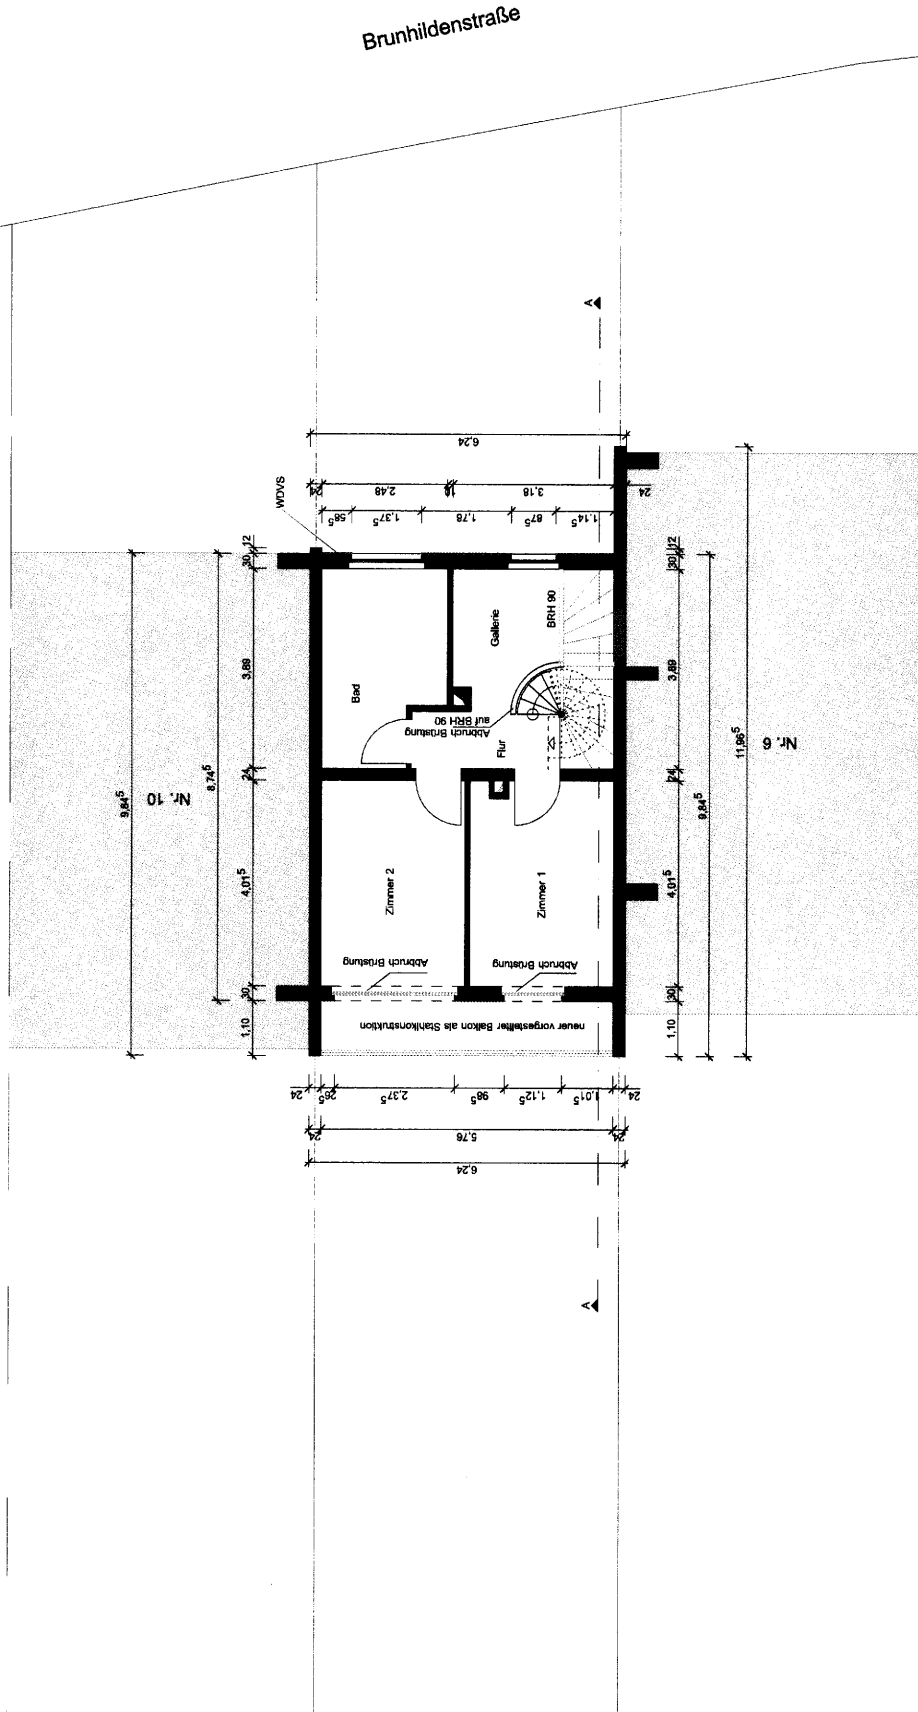 Brunhildenstraße
A
6,24
WDVS
24
2,48
10
3,18
24
58⁵
1,37⁵
1,78
87⁵
1,14⁵
12
30
12
30
BRH 90
Gallerie
3,89
3,89
Bad
Abbruch Brüstung
auf BRH 90
Flur
Nr. 10
Nr. 6
11,96⁵
9,84⁵
8,74⁵
24
24
9,84⁵
4,01⁵
4,01⁵
Zimmer 2
Zimmer 1
Abbruch Brüstung
Abbruch Brüstung
30
30
1,10
1,10
neuer vorgestellter Balkon als Stahlkonstruktion
24
26⁵
2,37⁵
98⁵
1,12⁵
1,01⁵
24
24
5,76
24
6,24
A